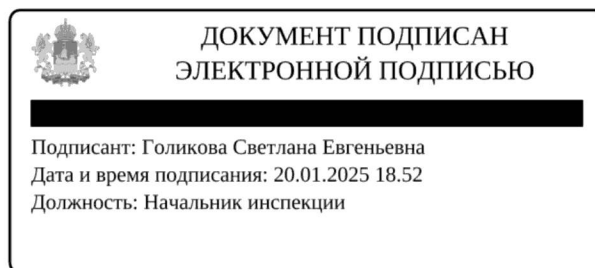 ДОКУМЕНТ ПОДПИСАН
ЭЛЕКТРОННОЙ ПОДПИСЬЮ
Подписант: Голикова Светлана Евгеньевна
Дата и время подписания: 20.01.2025 18.52
Должность: Начальник инспекции